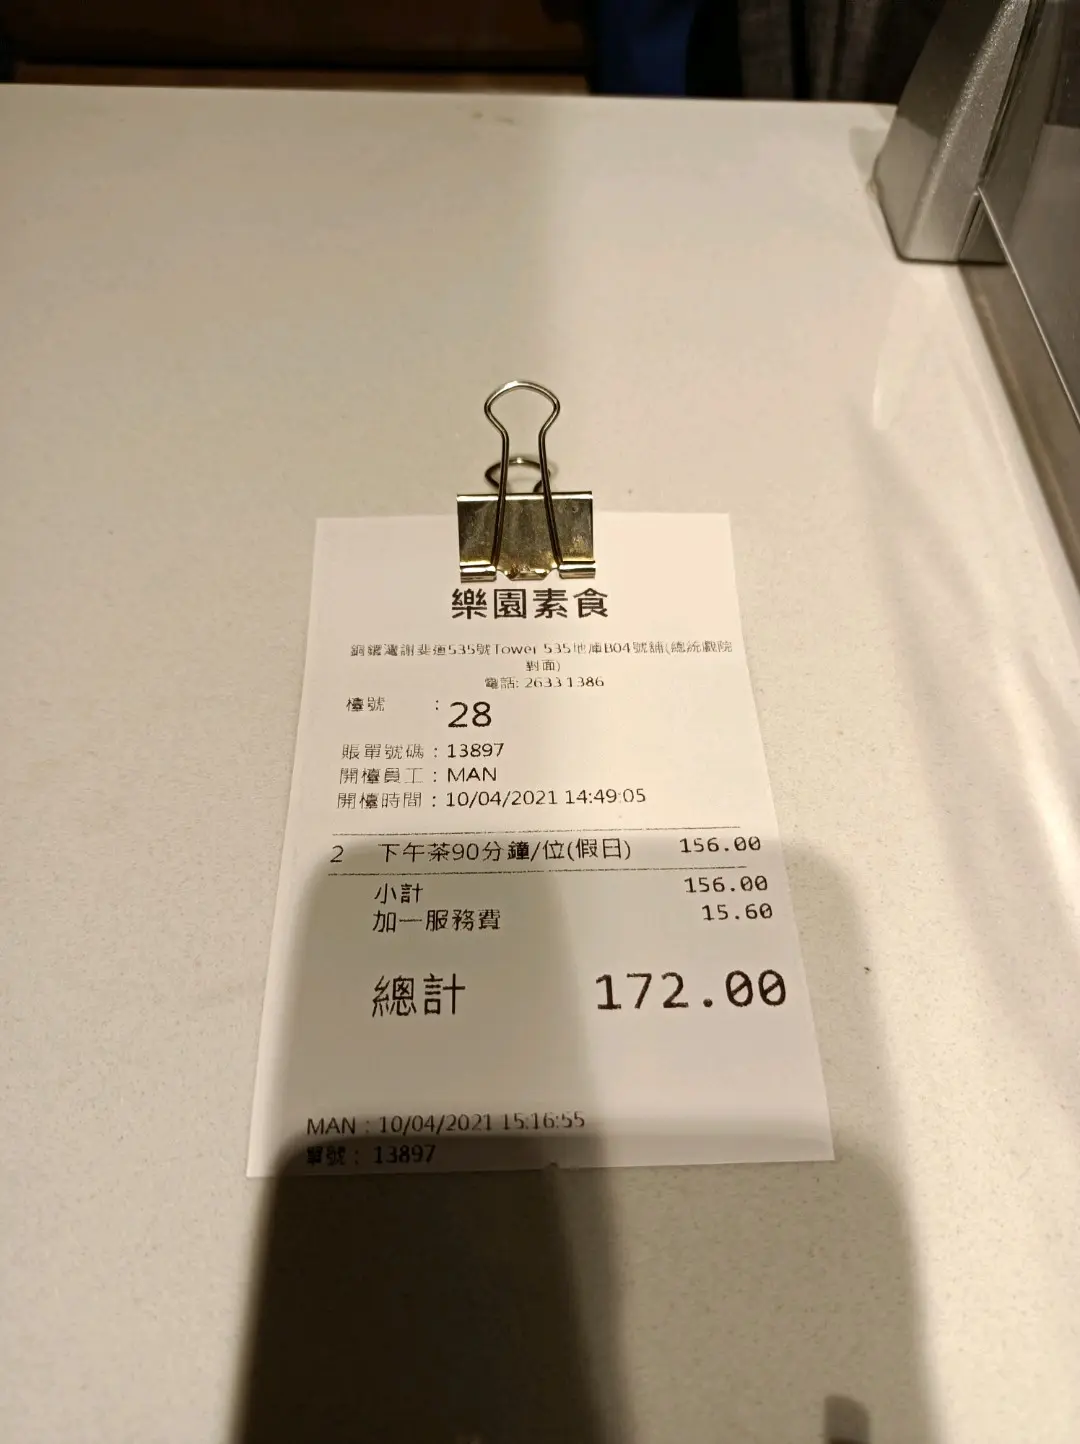 樂園素食
銅鑼灣謝斐道535號Tower 535地庫B04號舖(總統戲院
對面)
電話: 2633 1386
檯號 : 28
賬單號碼 : 13897
開檯員工 : MAN
開檯時間 : 10/04/2021 14:49:05
2 下午茶90分鐘/位(假日) 156.00
小計 156.00
加一服務費 15.60
總計 172.00
MAN : 10/04/2021 15:16:55
單號 : 13897